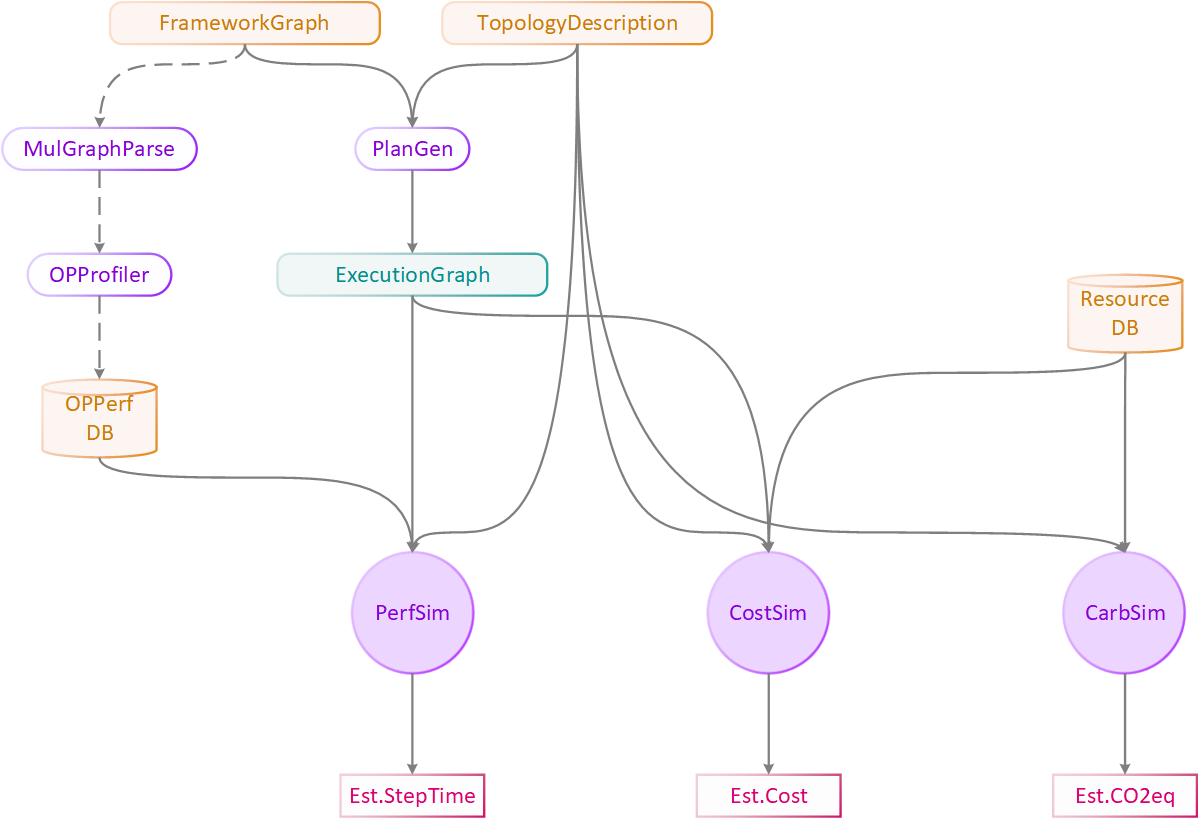 FrameworkGraph
TopologyDescription
MulGraphParse
PlanGen
OPProfiler
ExecutionGraph
Resource
DB
OPPerf
DB
PerfSim
CostSim
CarbSim
Est.StepTime
Est.Cost
Est.CO2eq